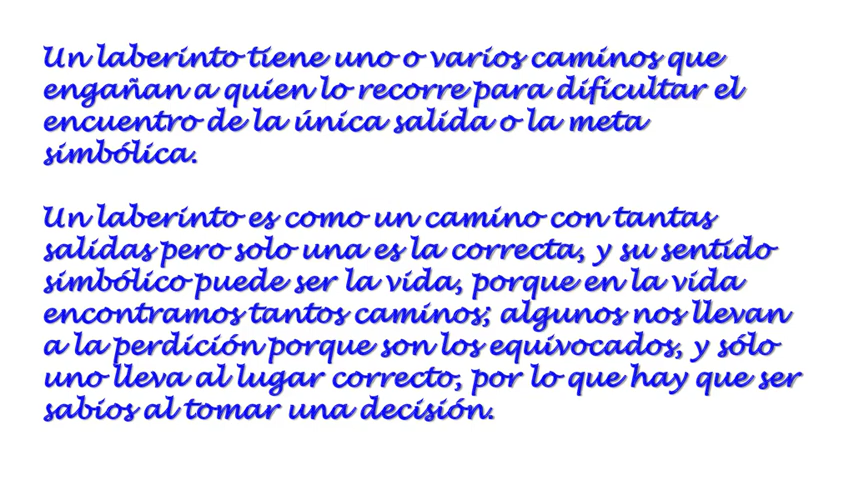 Un laberinto tiene uno o varios caminos que
engañan a quien lo recorre para dificultar el
encuentro de la única salida o la meta
simbólica.
Un laberinto es como un camino con tantas
salidas pero solo una es la correcta, y su sentido
simbólico puede ser la vida, porque en la vida
encontramos tantos caminos; algunos nos llevan
a la perdición porque son los equivocados, y sólo
uno lleva al lugar correcto, por lo que hay que ser
sabios al tomar una decisión.